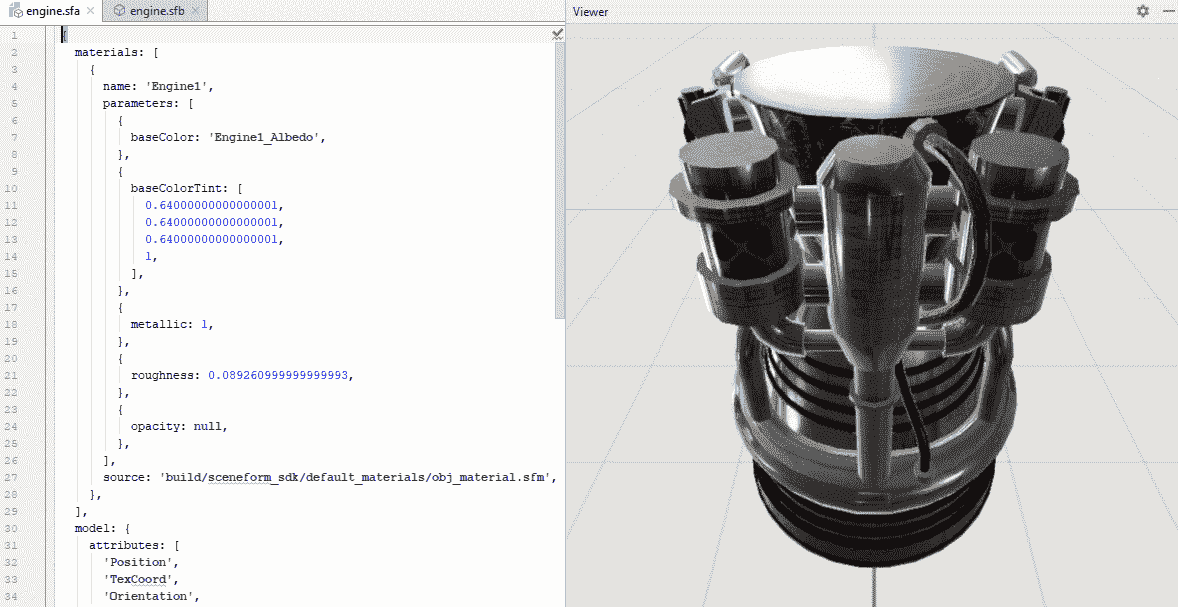 engine.sfa
engine.sfb
Viewer
1 {
2 materials: [
3 {
4 name: 'Engine1',
5 parameters: [
6 {
7 baseColor: 'Engine1_Albedo',
8 },
9 {
10 baseColorTint: [
11 0.64000000000000001,
12 0.64000000000000001,
13 0.64000000000000001,
14 1,
15 ],
16 },
17 {
18 metallic: 1,
19 },
20 {
21 roughness: 0.089260999999999993,
22 },
23 {
24 opacity: null,
25 },
26 ],
27 source: 'build/sceneform_sdk/default_materials/obj_material.sfm',
28 },
29 ],
30 model: {
31 attributes: [
32 'Position',
33 'TexCoord',
34 'Orientation',